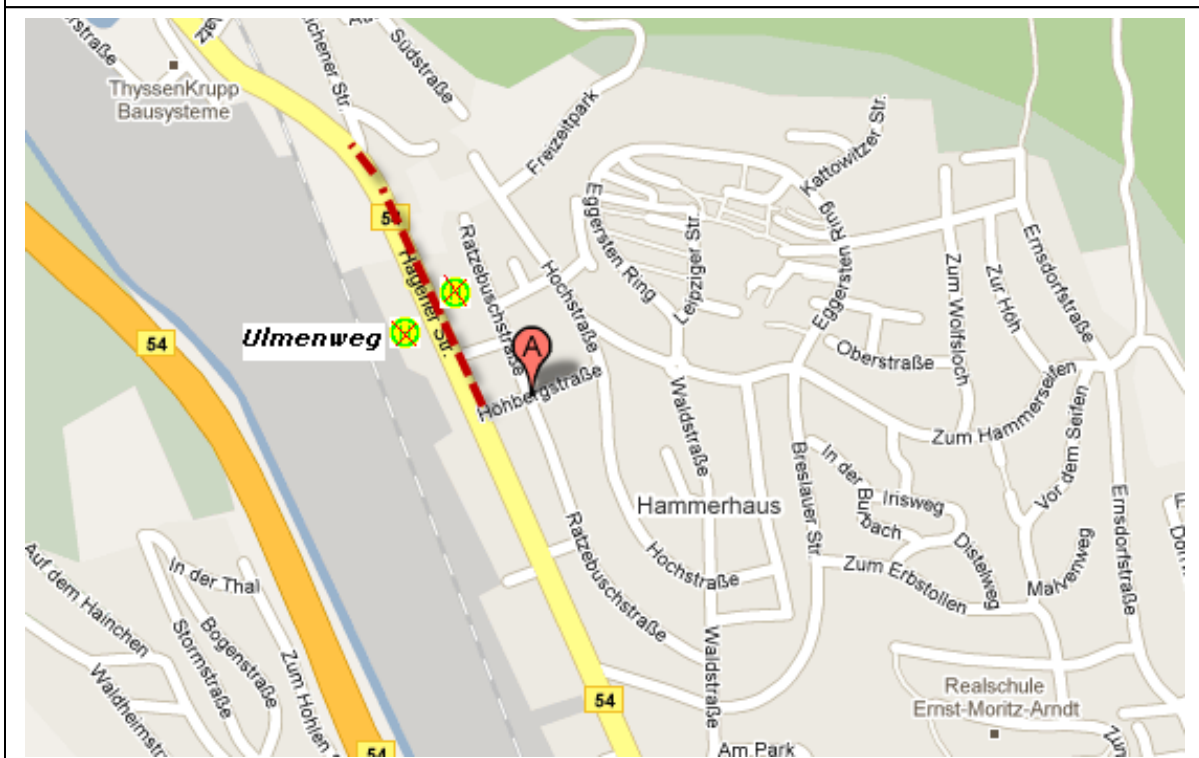 Südstraße
ThyssenKrupp
Bausysteme
Freizeitpark
Kattowitzer Str.
54
Hagener Str.
Ratzebuschstraße
Hochstraße
Eggersten Ring
Leipziger Str.
Eggersten Ring
Ernsdorfstraße
Zum Wolfsloch
Zur Höh
54
Ulmenweg
H
H
A
Höhbergstraße
Oberstraße
Waldstraße
Zum Hammerseifen
Vor dem Seifen
Breslauer Str.
In der Burbach
Irisweg
Hammerhaus
Distelweg
Malvenweg
Ernsdorfstraße
Ratzebuschstraße
Hochstraße
Zum Erbstollen
Auf dem Hainchen
In der Thal
Bogenstraße
Stormstraße
Zum Hohlen
Waldheimstr
Waldstraße
54
Realschule
Ernst-Moritz-Arndt
Am Park
54